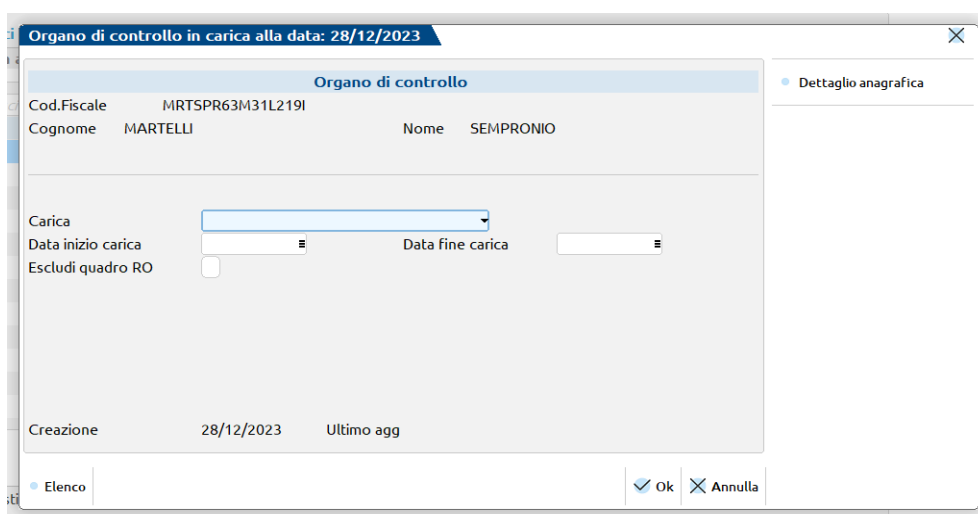 Organo di controllo in carica alla data: 28/12/2023
Organo di controllo
Dettaglio anagrafica
Cod.Fiscale MRTSPR63M31L219I
Cognome MARTELLI Nome SEMPRONIO
Carica
Data inizio carica Data fine carica
Escludi quadro RO
Creazione 28/12/2023 Ultimo agg
Elenco Ok Annulla